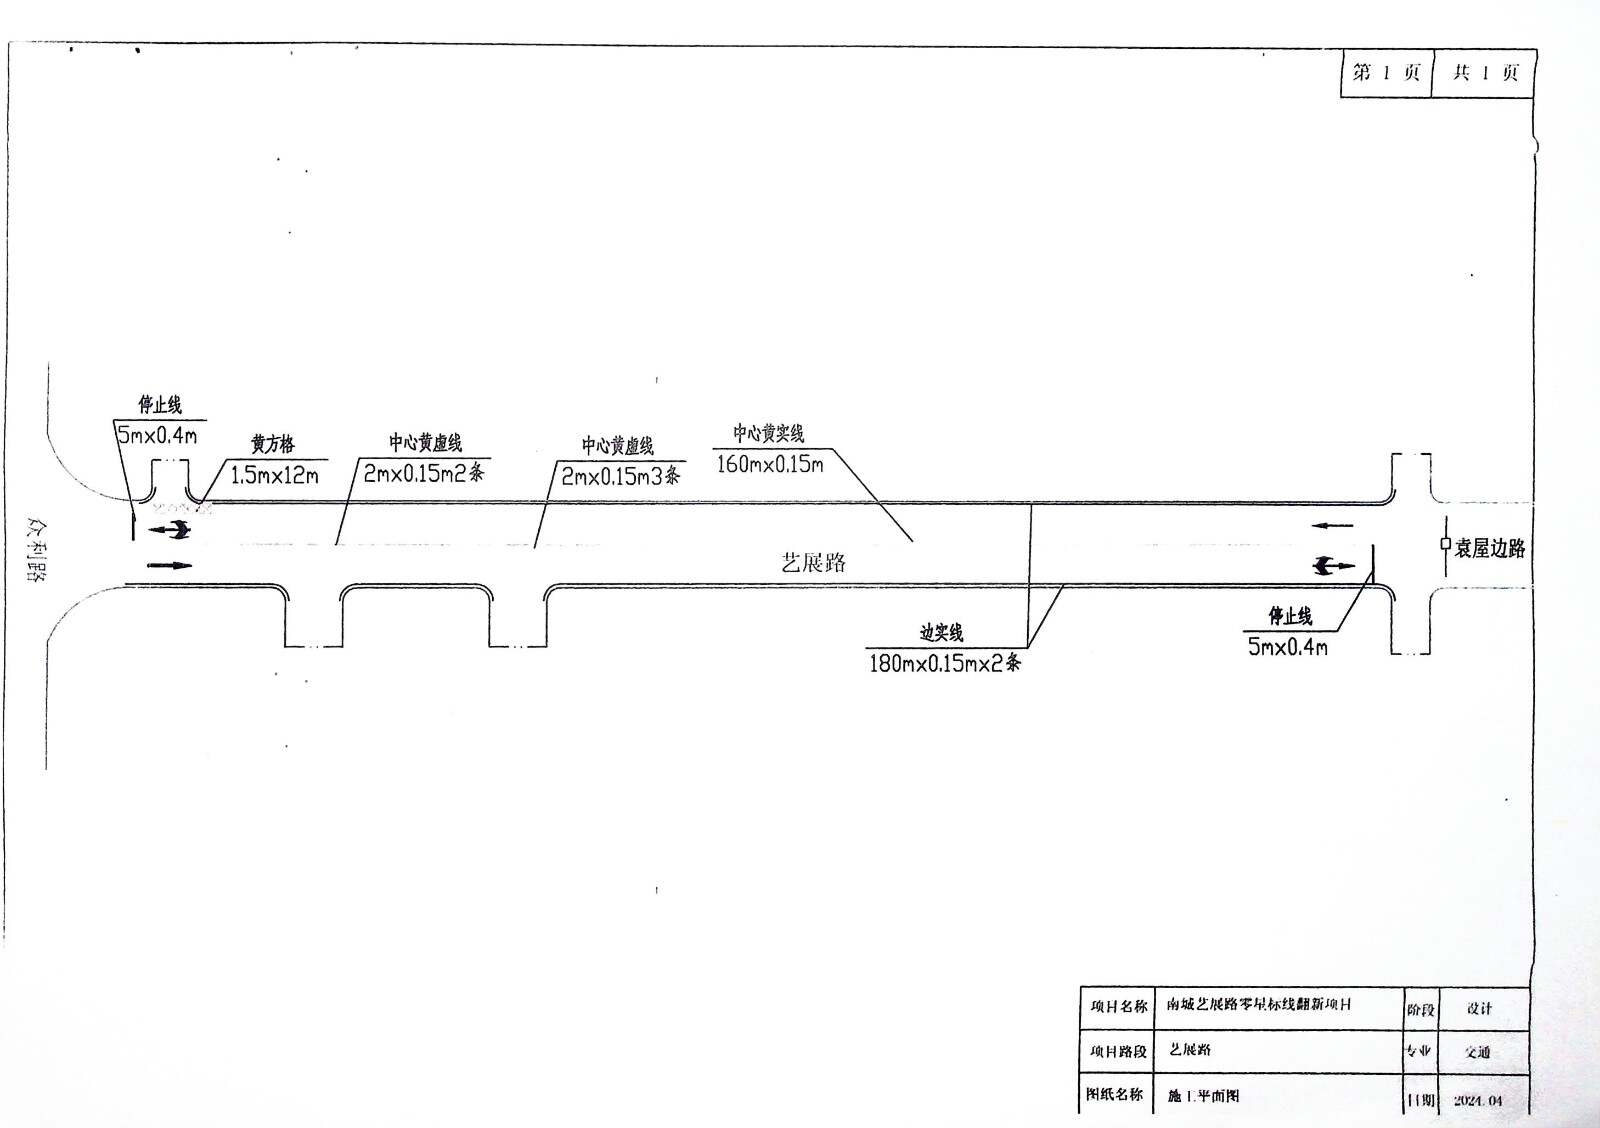 第 1 页 共 1 页
停止线
5m×0.4m
黄方格
1.5m×12m
中心黄虚线
2m×0.15m2条
中心黄虚线
2m×0.15m3条
中心黄实线
160m×0.15m
众利路
艺展路
袁屋边路
边实线
180m×0.15m×2条
停止线
5m×0.4m
项目名称 南城艺展路零星标线翻新项目 阶段 设计
项目路段 艺展路 专业 交通
图纸名称 施工平面图 日期 2024.04